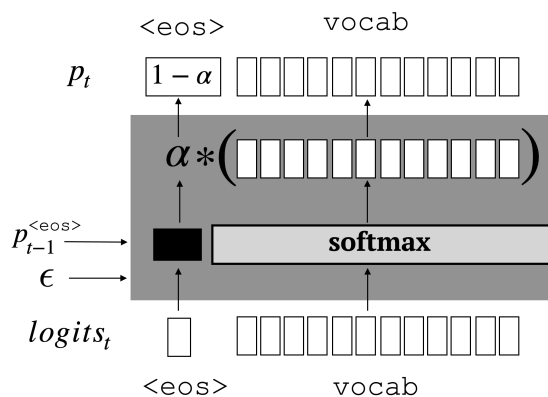 <eos> vocab
p_t 1 − α
α * ( )
p_{t-1}^{<eos>} softmax
ϵ
logits_t
<eos> vocab